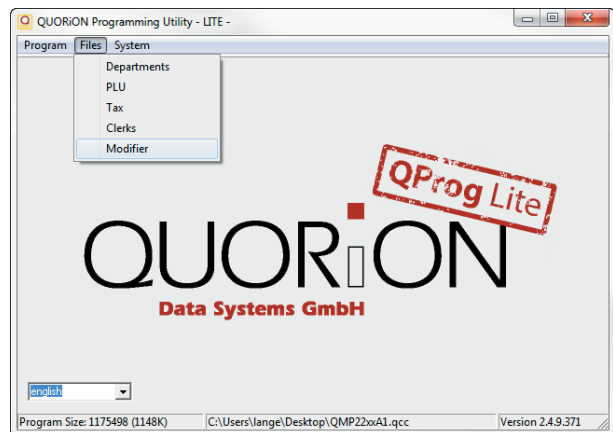 QUORiON Programming Utility - LITE -
Program Files System
Departments
PLU
Tax
Clerks
Modifier
QProg Lite
QUORiON
Data Systems GmbH
english
Program Size: 1175498 (1148K) C:\Users\lange\Desktop\QMP22xxA1.qcc Version 2.4.9.371